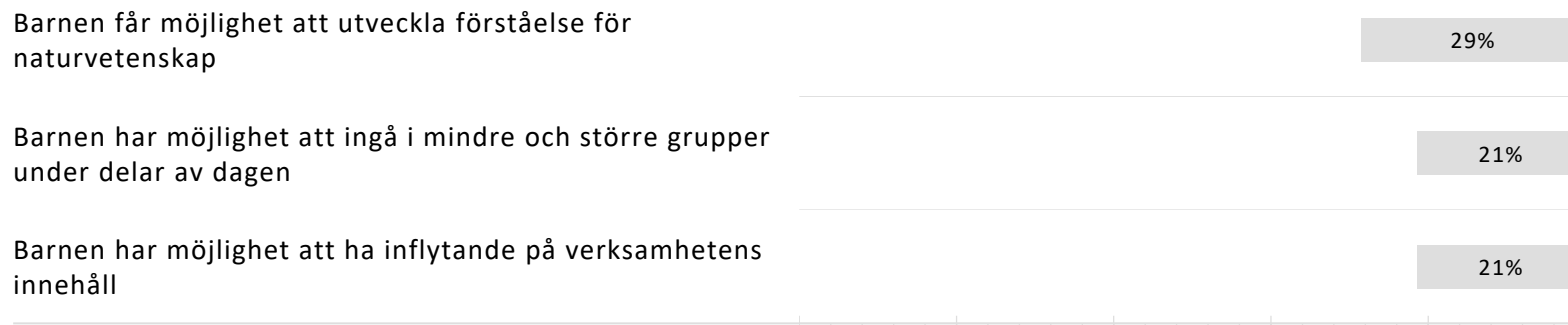 Barnen får möjlighet att utveckla förståelse för
naturvetenskap
29%
Barnen har möjlighet att ingå i mindre och större grupper
under delar av dagen
21%
Barnen har möjlighet att ha inflytande på verksamhetens
innehåll
21%